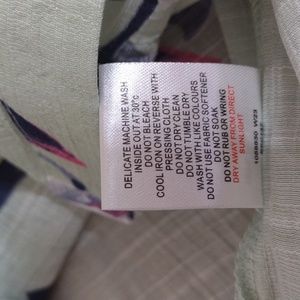 DELICATE MACHINE WASH
INSIDE OUT AT 30°c
DO NOT BLEACH
COOL IRON ON REVERSE WITH
PRESSING CLOTH
DO NOT DRY CLEAN
DO NOT TUMBLE DRY
WASH WITH LIKE COLOURS
DO NOT USE FABRIC SOFTENER
DO NOT SOAK
DO NOT RUB OR WRING
DRY AWAY FROM DIRECT
SUNLIGHT